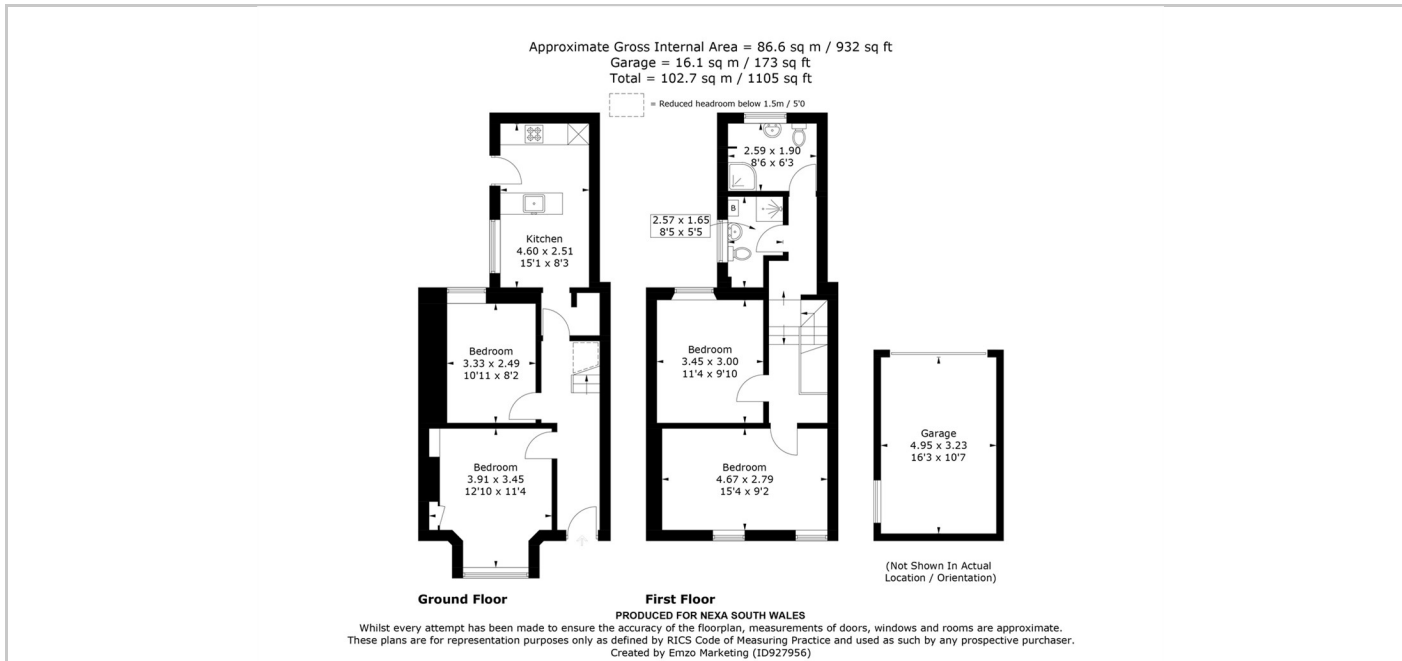 Approximate Gross Internal Area = 86.6 sq m / 932 sq ft
Garage = 16.1 sq m / 173 sq ft
Total = 102.7 sq m / 1105 sq ft
= Reduced headroom below 1.5m / 5'0
Kitchen
4.60 x 2.51
15'1 x 8'3
Bedroom
3.33 x 2.49
10'11 x 8'2
Bedroom
3.91 x 3.45
12'10 x 11'4
Ground Floor
2.59 x 1.90
8'6 x 6'3
B
2.57 x 1.65
8'5 x 5'5
Bedroom
3.45 x 3.00
11'4 x 9'10
Bedroom
4.67 x 2.79
15'4 x 9'2
First Floor
Garage
4.95 x 3.23
16'3 x 10'7
(Not Shown In Actual
Location / Orientation)
PRODUCED FOR NEXA SOUTH WALES
Whilst every attempt has been made to ensure the accuracy of the floorplan, measurements of doors, windows and rooms are approximate.
These plans are for representation purposes only as defined by RICS Code of Measuring Practice and used as such by any prospective purchaser.
Created by Emzo Marketing (ID927956)